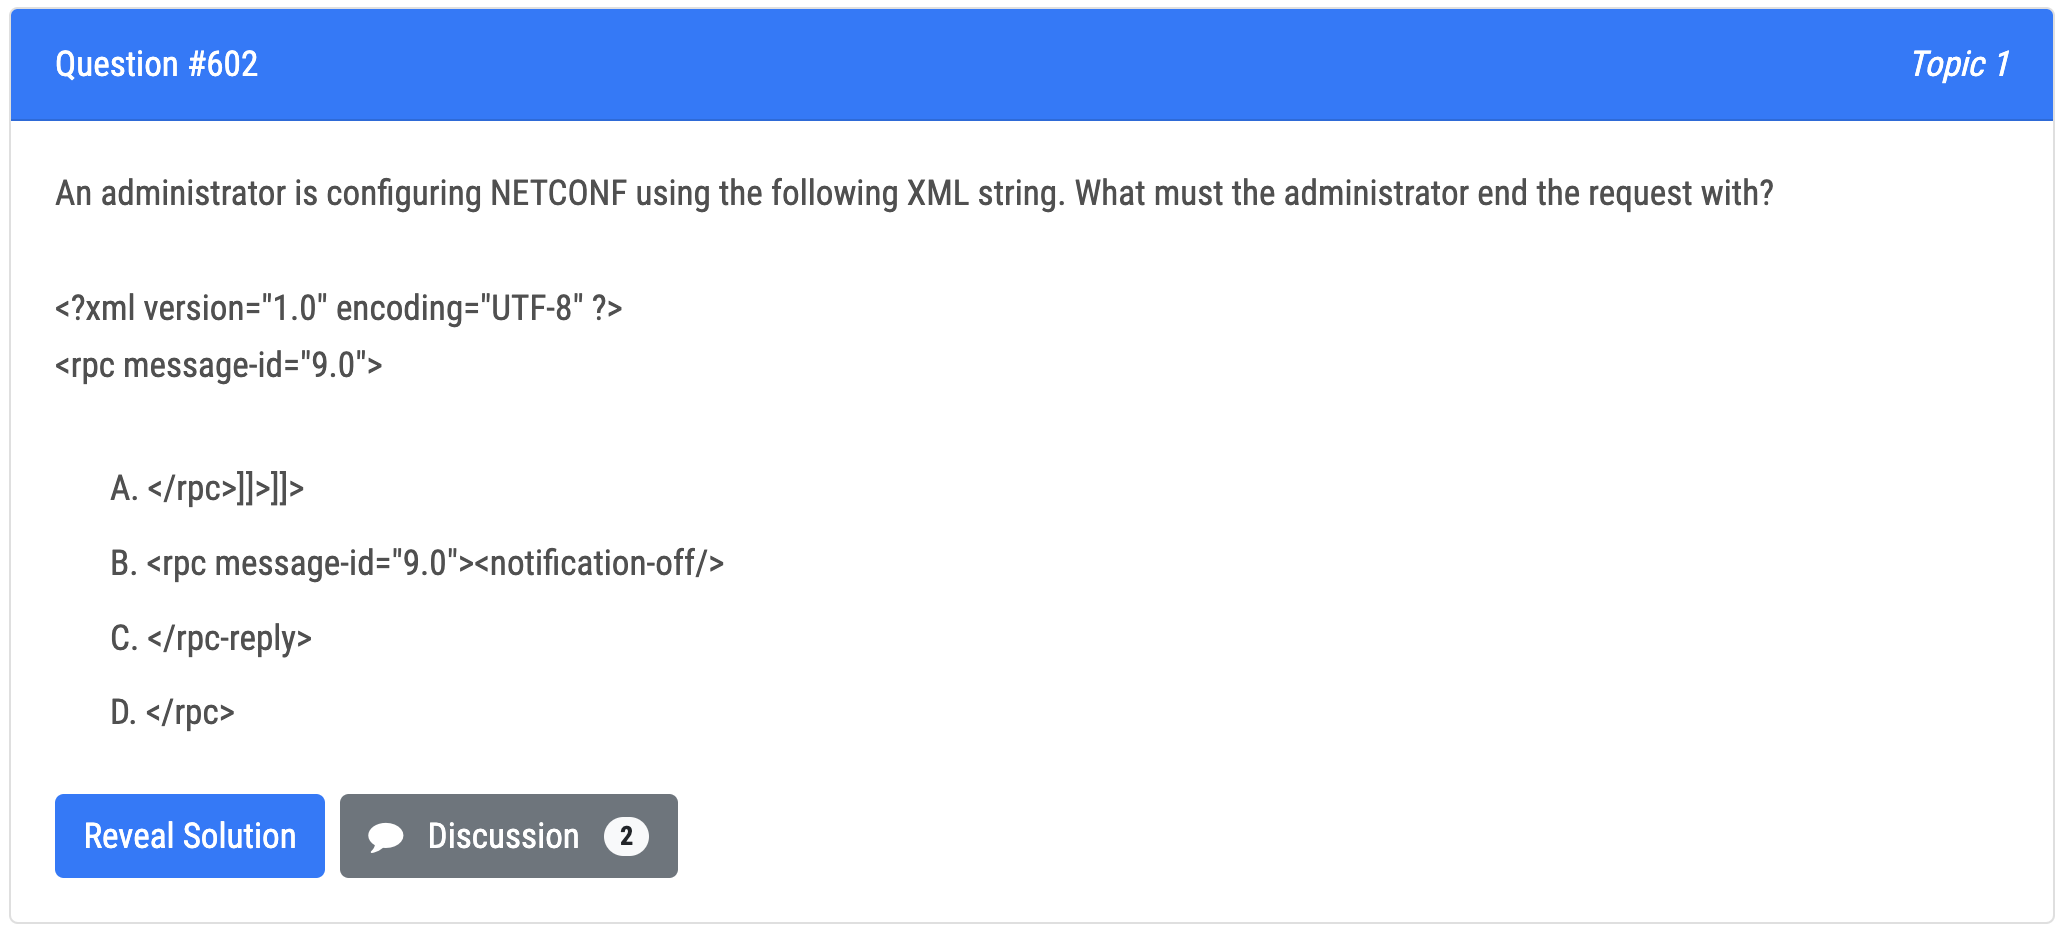 Question #602
Topic 1
An administrator is configuring NETCONF using the following XML string. What must the administrator end the request with?
<?xml version="1.0" encoding="UTF-8" ?>
<rpc message-id="9.0">
A. </rpc>]]>]]>
B. <rpc message-id="9.0"><notification-off/>
C. </rpc-reply>
D. </rpc>
Reveal Solution
Discussion 2